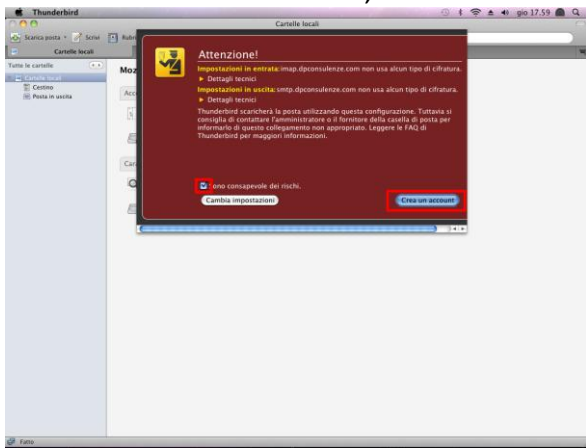 Thunderbird
gio 17.59
Cartelle locali
Scarica posta
Scrivi
Cartelle locali
Tutte le cartelle
Cartelle locali
Cestino
Posta in uscita
Moz
Attenzione!
Impostazioni in entrata: imap.dpconsulenze.com non usa alcun tipo di cifratura.
Dettagli tecnici
Impostazioni in uscita: smtp.dpconsulenze.com non usa alcun tipo di cifratura.
Dettagli tecnici
Thunderbird scaricherà la posta utilizzando questa configurazione. Tuttavia si
consiglia di contattare l'amministratore o il fornitore della casella di posta per
informarlo di questo collegamento non appropriato. Leggere le FAQ di
Thunderbird per maggiori informazioni.
ono consapevole dei rischi.
Cambia impostazioni
Crea un account
Fatto